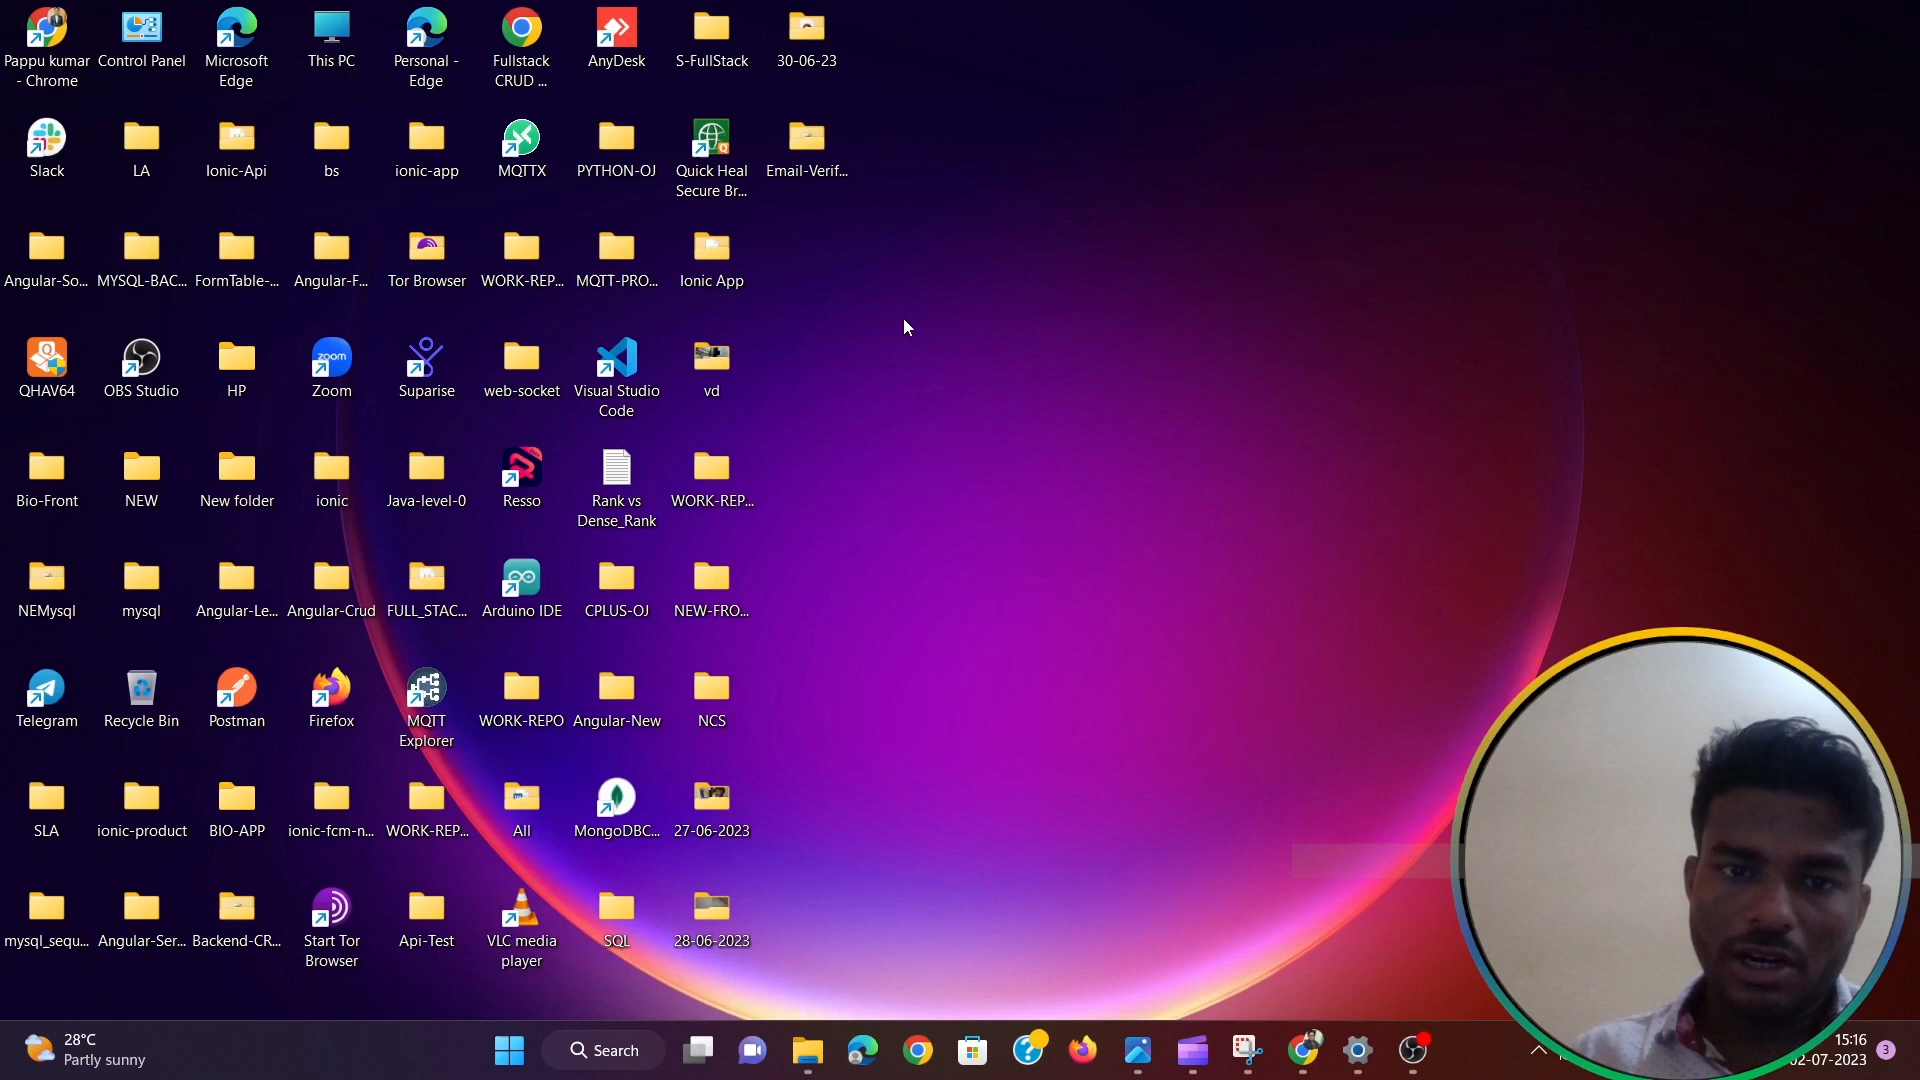 Pappu kumar
- Chrome
Control Panel
Microsoft
Edge
This PC
Personal -
Edge
Fullstack
CRUD ...
AnyDesk
S-FullStack
30-06-23
Slack
LA
Ionic-Api
bs
ionic-app
MQTTX
PYTHON-OJ
Quick Heal
Secure Br...
Email-Verif...
Angular-So...
MYSQL-BAC...
FormTable-...
Angular-F...
Tor Browser
WORK-REP...
MQTT-PRO...
Ionic App
QHAV64
OBS Studio
HP
zoom
Zoom
Suparise
web-socket
Visual Studio
Code
vd
Bio-Front
NEW
New folder
ionic
Java-level-0
Resso
Rank vs
Dense_Rank
WORK-REP...
NEMysql
mysql
Angular-Le...
Angular-Crud
FULL_STAC...
Arduino IDE
CPLUS-OJ
NEW-FRO...
Telegram
Recycle Bin
Postman
Firefox
MQTT
Explorer
WORK-REPO
Angular-New
NCS
SLA
ionic-product
BIO-APP
ionic-fcm-n...
WORK-REP...
All
MongoDBC...
27-06-2023
mysql_sequ...
Angular-Ser...
Backend-CR...
Start Tor
Browser
Api-Test
VLC media
player
SQL
28-06-2023
28°C
Partly sunny
Search
15:16
02-07-2023
3